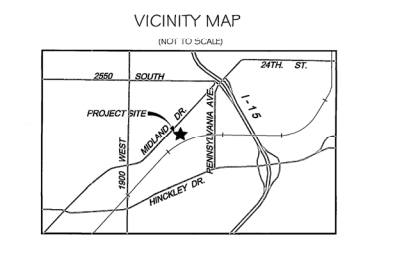 VICINITY MAP
(NOT TO SCALE)
24TH. ST.
2550 SOUTH
I-15
PROJECT SITE
MIDLAND DR.
PENNSYLVANIA AVE.
1900 WEST
HINCKLEY DR.